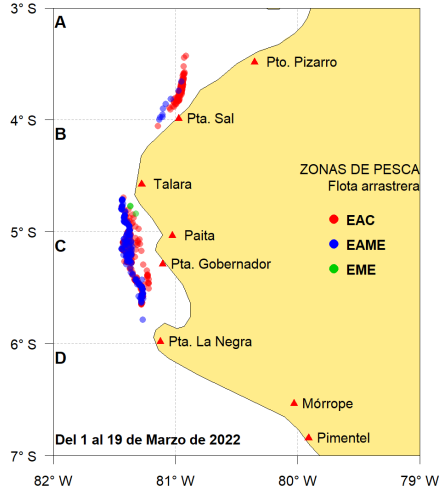 3° S
A
Pto. Pizarro
4° S
Pta. Sal
B
ZONAS DE PESCA
Flota arrastrera
Talara
EAC
5° S
Paita
C
EAME
Pta. Gobernador
EME
6° S
Pta. La Negra
D
Mórrope
Del 1 al 19 de Marzo de 2022
Pimentel
7° S
82° W
81° W
80° W
79° W